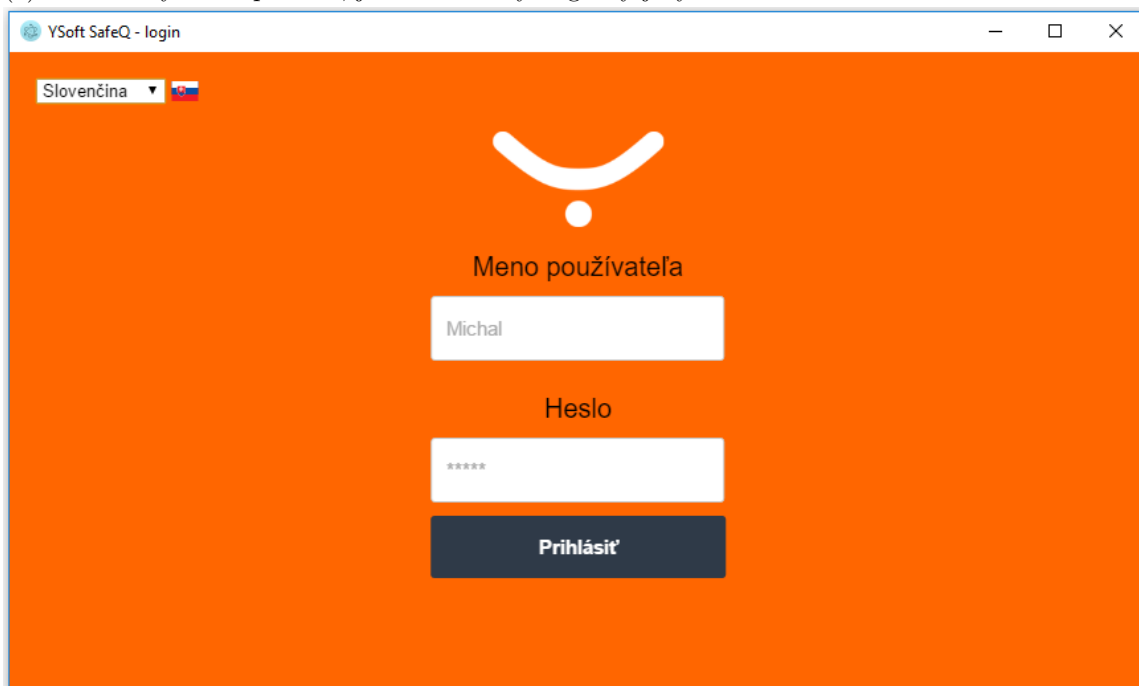 YSoft SafeQ - login
Slovenčina
Meno používateľa
Michal
Heslo
*****
Prihlásiť